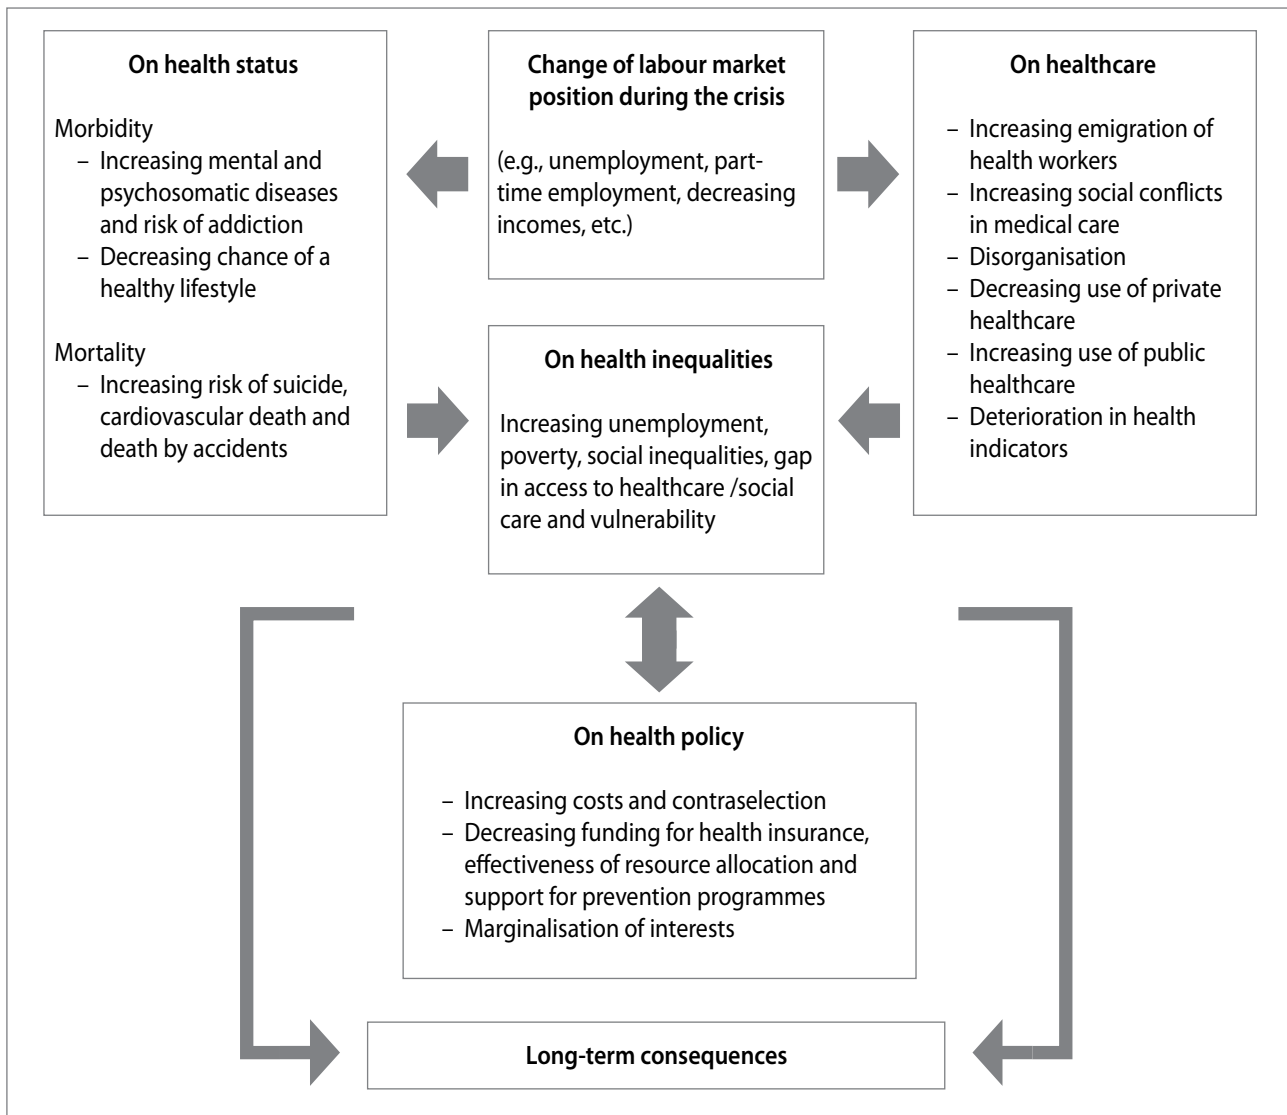 On health status
Morbidity
– Increasing mental and
psychosomatic diseases
and risk of addiction
– Decreasing chance of a
healthy lifestyle
Mortality
– Increasing risk of suicide,
cardiovascular death and
death by accidents
Change of labour market
position during the crisis
(e.g., unemployment, part-
time employment, decreasing
incomes, etc.)
On healthcare
– Increasing emigration of
health workers
– Increasing social conflicts
in medical care
– Disorganisation
– Decreasing use of private
healthcare
– Increasing use of public
healthcare
– Deterioration in health
indicators
On health inequalities
Increasing unemployment,
poverty, social inequalities, gap
in access to healthcare /social
care and vulnerability
On health policy
– Increasing costs and contraselection
– Decreasing funding for health insurance,
effectiveness of resource allocation and
support for prevention programmes
– Marginalisation of interests
Long-term consequences